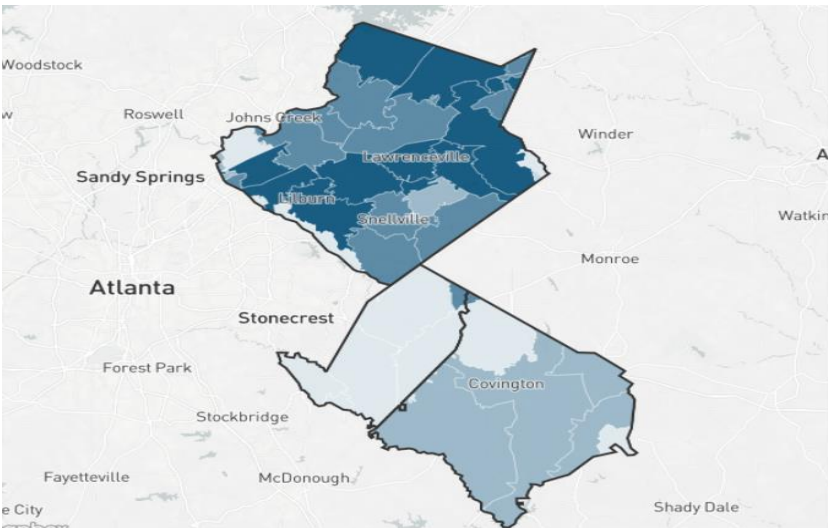 Woodstock
w
Roswell
Johns Creek
Winder
A
Lawrenceville
Sandy Springs
Lilburn
Snellville
Watkin
Monroe
Atlanta
Stonecrest
Forest Park
Covington
Stockbridge
Fayetteville
McDonough
Shady Dale
e City